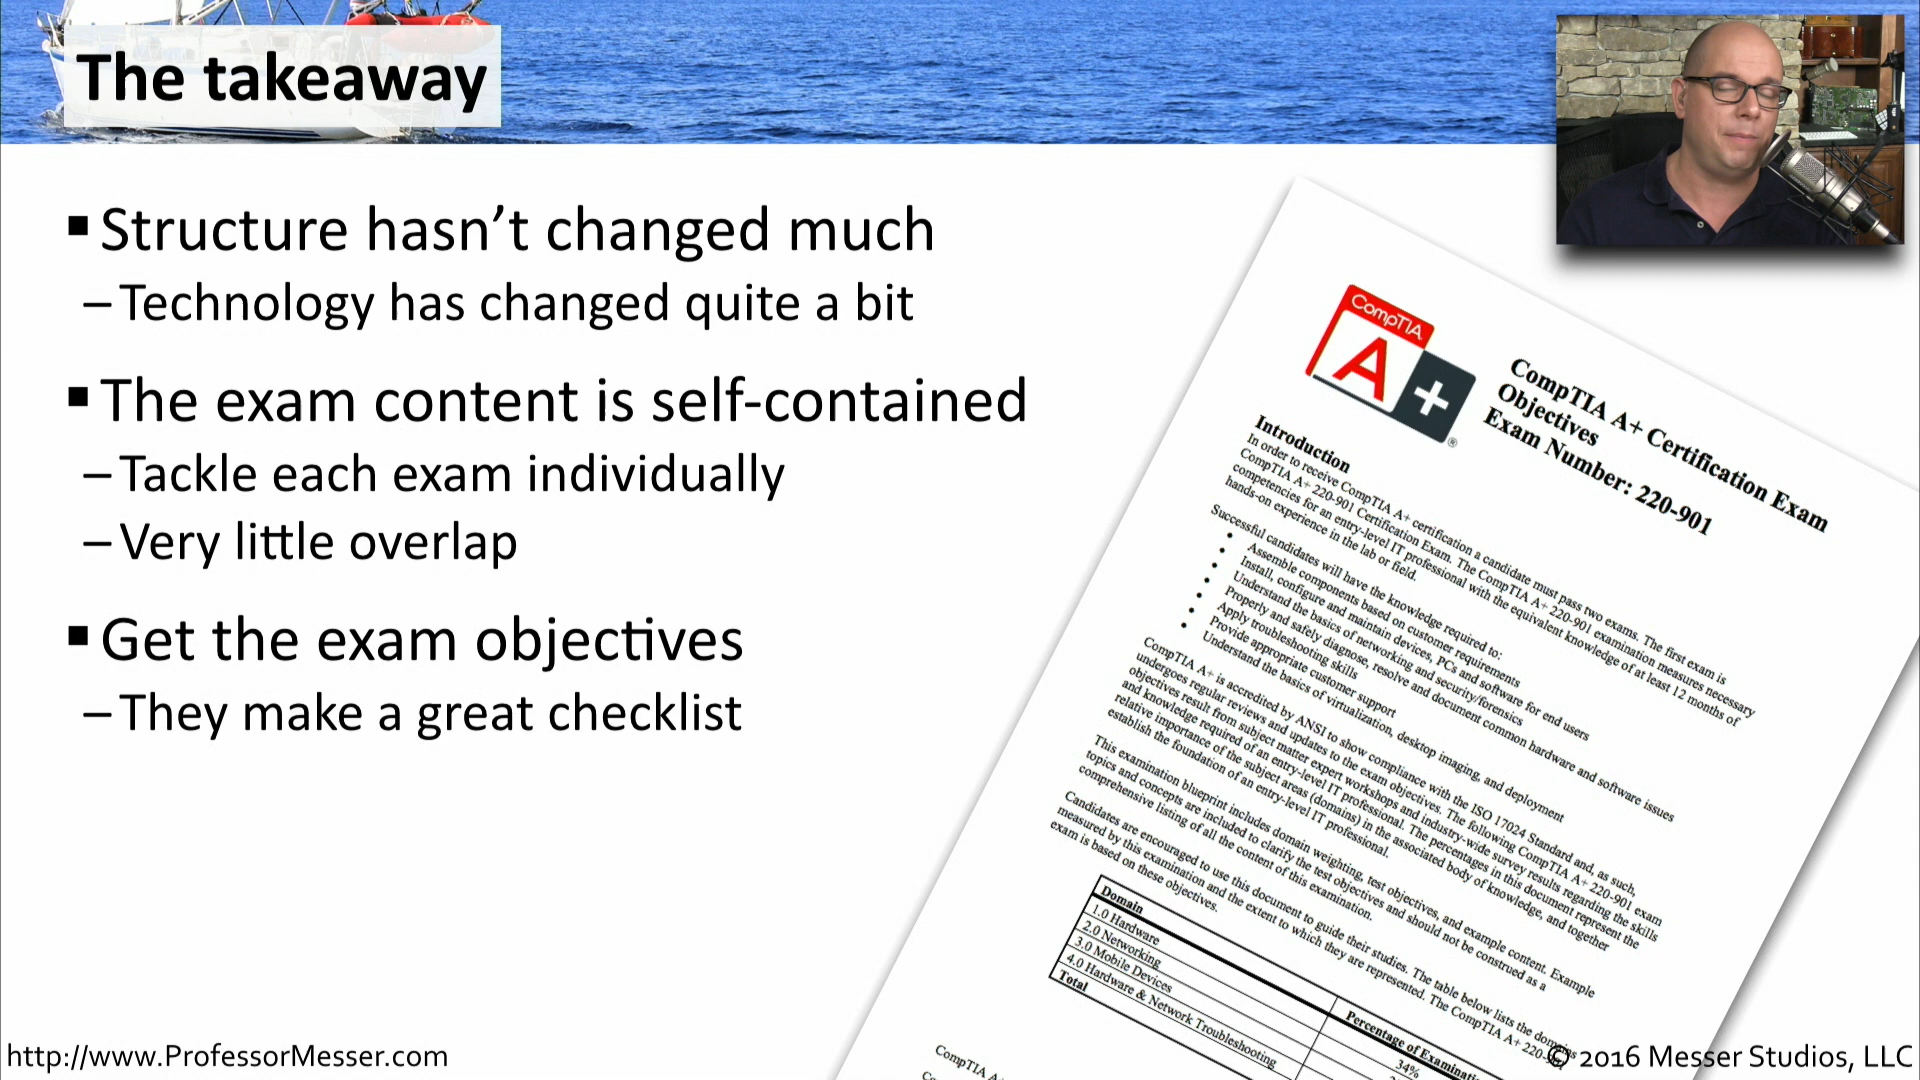 The takeaway
Structure hasn’t changed much
–Technology has changed quite a bit
The exam content is self-contained
–Tackle each exam individually
–Very little overlap
Get the exam objectives
–They make a great checklist
CompTIA
A+
®
CompTIA A+ Certification Exam
Objectives
Exam Number: 220-901
Introduction
In order to receive CompTIA A+ certification a candidate must pass two exams. The first exam is
CompTIA A+ 220-901 Certification Exam. The CompTIA A+ 220-901 examination measures necessary
competencies for an entry-level IT professional with the equivalent knowledge of at least 12 months of
hands-on experience in the lab or field.
Successful candidates will have the knowledge required to:
• Assemble components based on customer requirements
• Install, configure and maintain devices, PCs and software for end users
• Understand the basics of networking and security/forensics
• Properly and safely diagnose, resolve and document common hardware and software issues
• Apply troubleshooting skills
• Provide appropriate customer support
• Understand the basics of virtualization, desktop imaging, and deployment
CompTIA A+ is accredited by ANSI to show compliance with the ISO 17024 Standard and, as such,
undergoes regular reviews and updates to the exam objectives. The following CompTIA A+ 220-901 exam
objectives result from subject matter expert workshops and industry-wide survey results regarding the skills
and knowledge required of an entry-level IT professional. The percentages in this document represent the
relative importance of the subject areas (domains) in the associated body of knowledge, and together
establish the foundation of an entry-level IT professional.
This examination blueprint includes domain weighting, test objectives, and example content. Example
topics and concepts are included to clarify the test objectives and should not be construed as a
comprehensive listing of all the content of this examination.
Candidates are encouraged to use this document to guide their studies. The table below lists the domains
measured by this examination and the extent to which they are represented. The CompTIA A+ 220-901
exam is based on these objectives.
Domain Percentage of Examination
1.0 Hardware 34%
2.0 Networking
3.0 Mobile Devices
4.0 Hardware & Network Troubleshooting
Total
CompTIA A+
http://www.ProfessorMesser.com
© 2016 Messer Studios, LLC